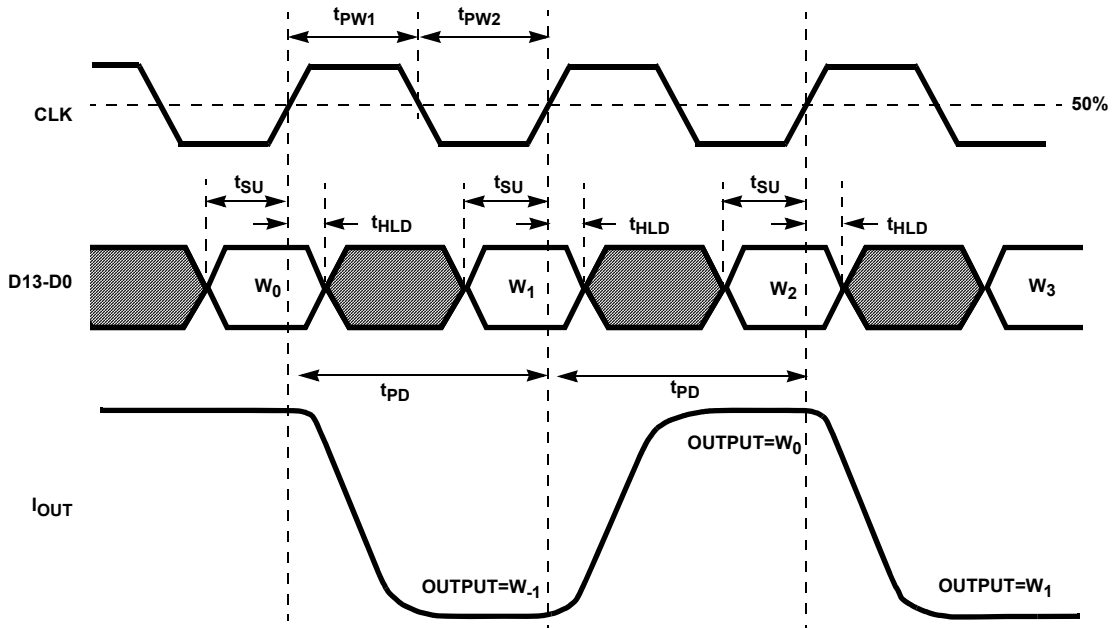 tPW1 tPW2
CLK 50%
tSU tSU tSU
tHLD tHLD tHLD
D13-D0 W0 W1 W2 W3
tPD tPD
OUTPUT=W0
IOUT
OUTPUT=W-1 OUTPUT=W1